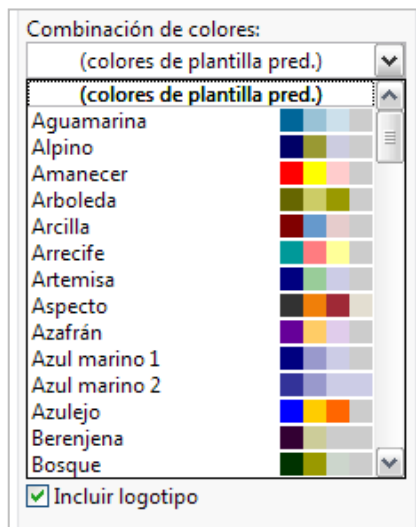 Combinación de colores:
(colores de plantilla pred.)
(colores de plantilla pred.)
Aguamarina
Alpino
Amanecer
Arboleda
Arcilla
Arrecife
Artemisa
Aspecto
Azafrán
Azul marino 1
Azul marino 2
Azulejo
Berenjena
Bosque
Incluir logotipo